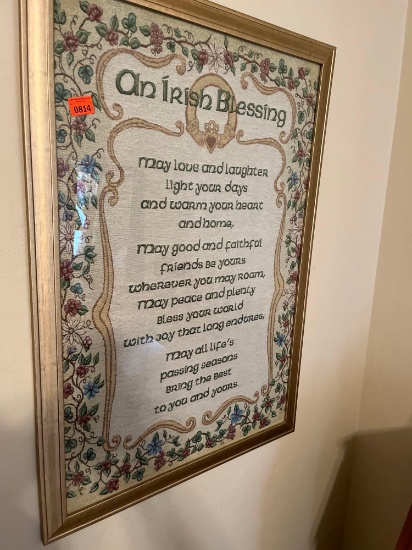 An Irish Blessing
0814
May love and laughter
light your days
and warm your heart
and home,
May good and faithful
friends be yours
wherever you may roam,
May peace and plenty
bless your world
with joy that long endures,
May all life's
passing seasons
bring the best
to you and yours.